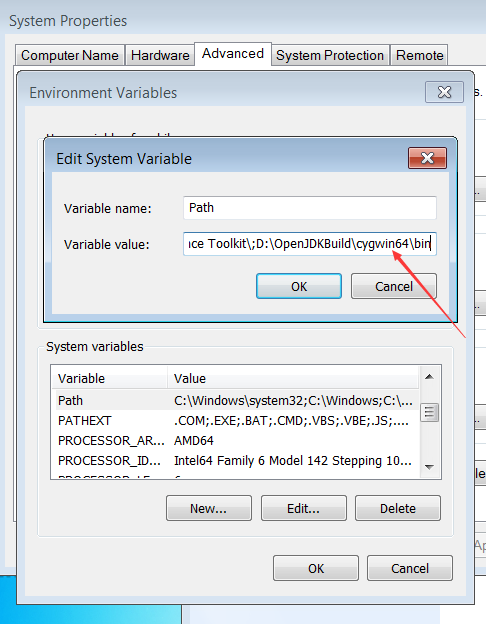 System Properties
Computer Name Hardware Advanced System Protection Remote
Environment Variables
Edit System Variable
Variable name: Path
Variable value: ace Toolkit\;D:\OpenJDKBuild\cygwin64\bin
OK Cancel
System variables
Variable Value
Path C:\Windows\system32;C:\Windows;C:\...
PATHEXT .COM;.EXE;.BAT;.CMD;.VBS;.VBE;.JS;....
PROCESSOR_AR... AMD64
PROCESSOR_ID... Intel64 Family 6 Model 142 Stepping 10...
New... Edit... Delete
OK Cancel